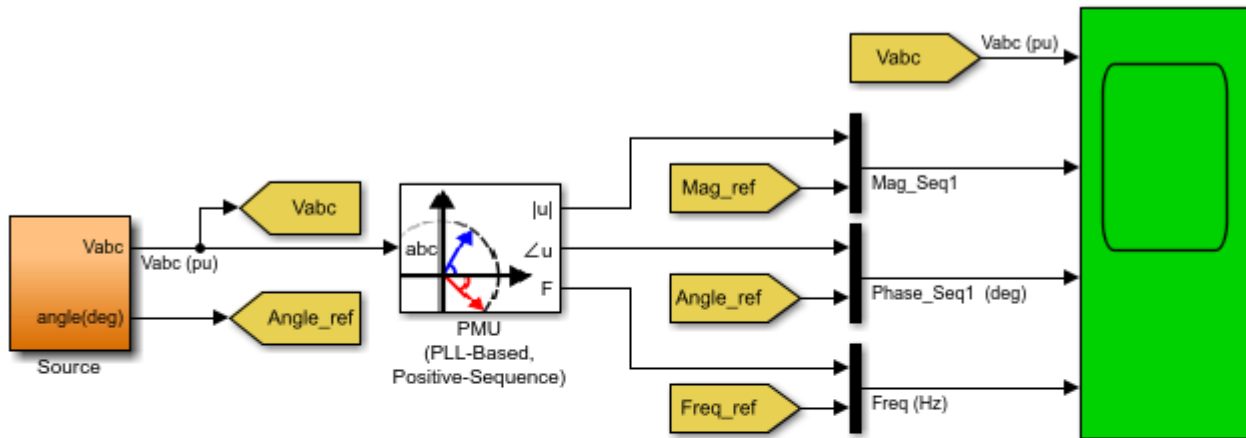 Vabc
Vabc (pu)
Vabc
|u|
Mag_ref
Mag_Seq1
Vabc
Vabc (pu)
angle(deg)
Source
Angle_ref
abc
∠u
F
PMU
(PLL-Based,
Positive-Sequence)
Angle_ref
Phase_Seq1 (deg)
Freq_ref
Freq (Hz)